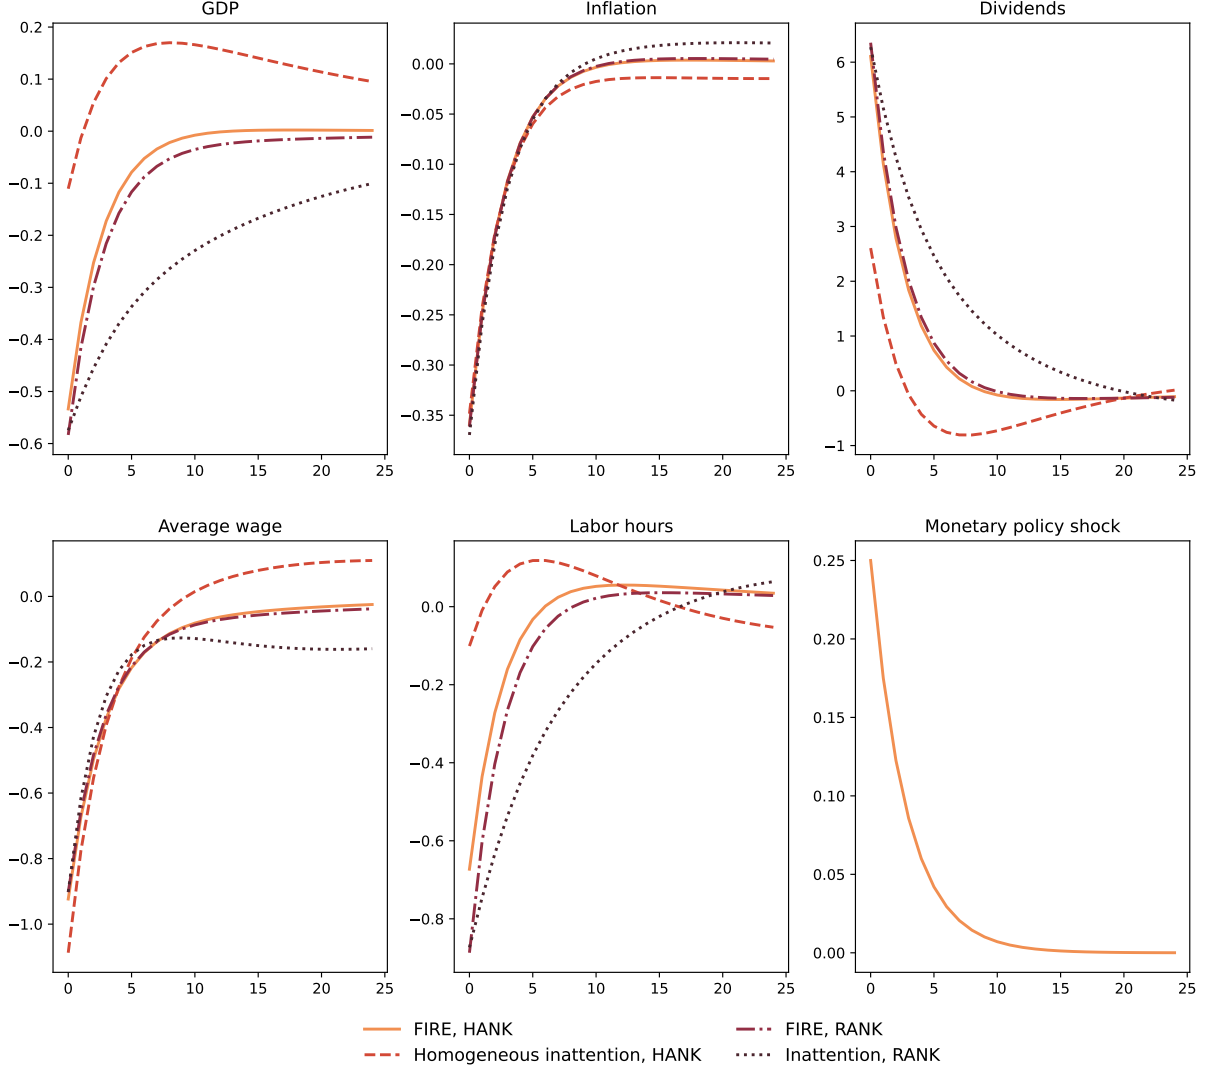 GDP
Inflation
Dividends
0.2
0.1
0.0
−0.1
−0.2
−0.3
−0.4
−0.5
−0.6
0 5 10 15 20 25
0.00
−0.05
−0.10
−0.15
−0.20
−0.25
−0.30
−0.35
0 5 10 15 20 25
6
5
4
3
2
1
0
−1
0 5 10 15 20 25
Average wage
Labor hours
Monetary policy shock
0.0
−0.2
−0.4
−0.6
−0.8
−1.0
0 5 10 15 20 25
0.0
−0.2
−0.4
−0.6
−0.8
0 5 10 15 20 25
0.25
0.20
0.15
0.10
0.05
0.00
0 5 10 15 20 25
FIRE, HANK
Homogeneous inattention, HANK
FIRE, RANK
Inattention, RANK